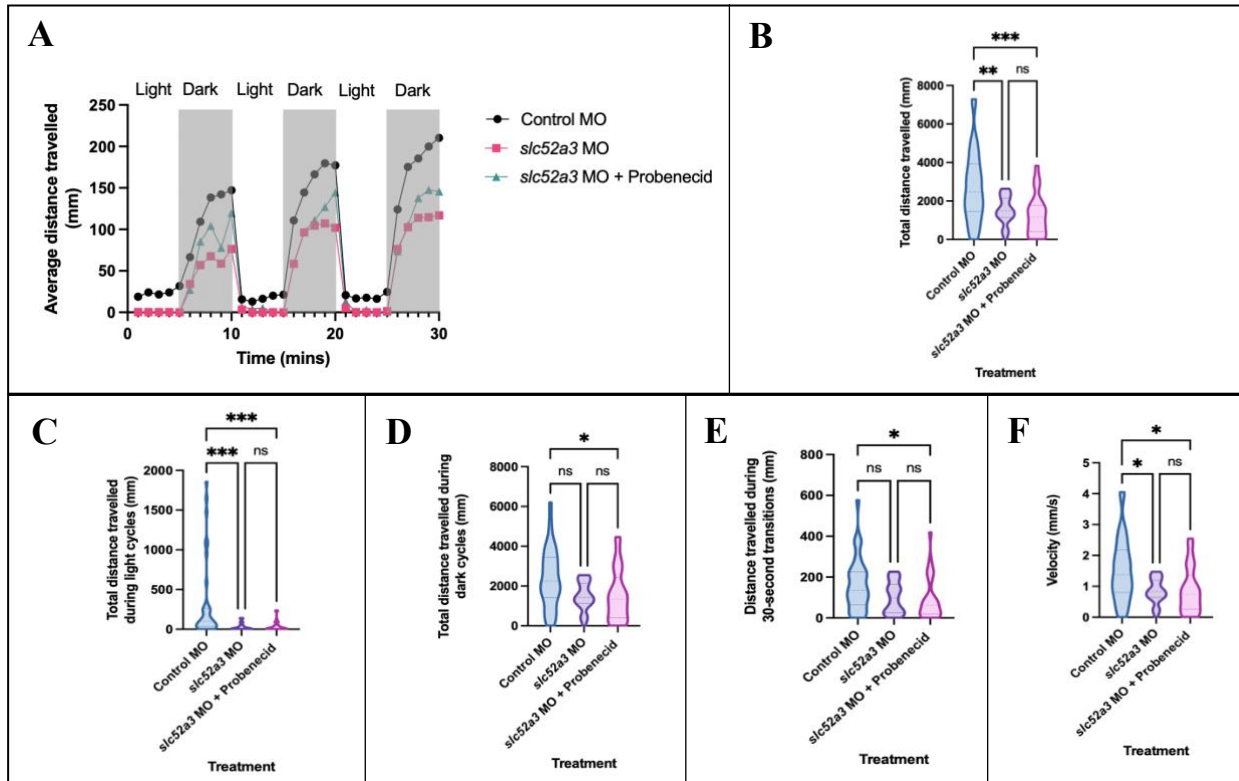 A
Light Dark Light Dark Light Dark
250
200
150
100
50
0
0 10 20 30
Average distance travelled
(mm)
Time (mins)
Control MO
slc52a3 MO
slc52a3 MO + Probenecid
B
***
** ns
8000
6000
4000
2000
0
Total distance travelled (mm)
Control MO
slc52a3 MO
slc52a3 MO + Probenecid
Treatment
C
***
*** ns
2000
1500
1000
500
0
Total distance travelled
during light cycles (mm)
Control MO
slc52a3 MO
slc52a3 MO + Probenecid
Treatment
D
*
ns ns
8000
6000
4000
2000
0
Total distance travelled during
dark cycles (mm)
Control MO
slc52a3 MO
slc52a3 MO + Probenecid
Treatment
E
*
ns ns
800
600
400
200
0
Distance travelled during
30-second transitions (mm)
Control MO
slc52a3 MO
slc52a3 MO + Probenecid
Treatment
F
*
* ns
5
4
3
2
1
0
Velocity (mm/s)
Control MO
slc52a3 MO
slc52a3 MO + Probenecid
Treatment